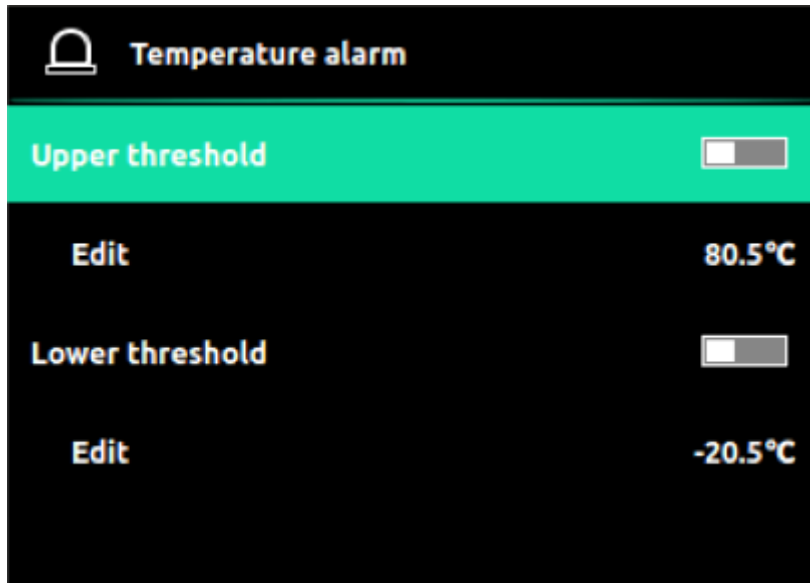 Temperature alarm
Upper threshold
Edit 80.5°C
Lower threshold
Edit -20.5°C